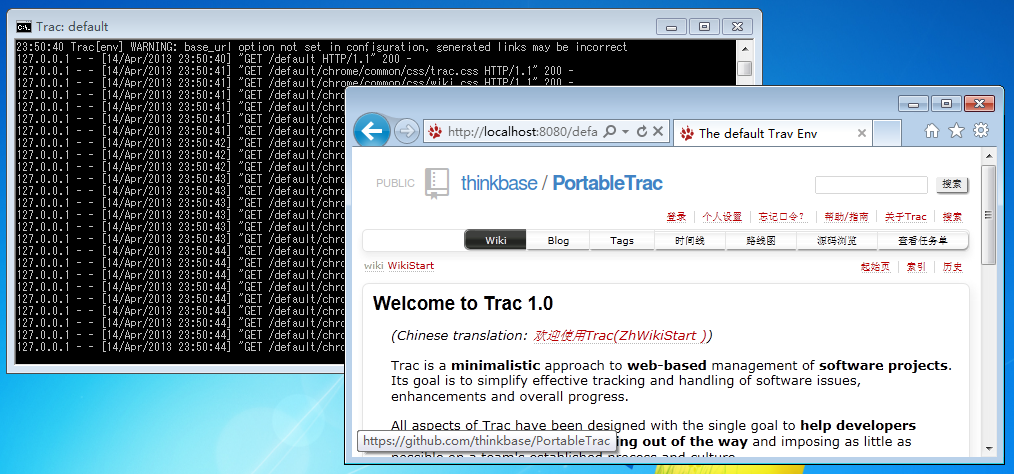 Trac: default
23:50:40 Trac[env] WARNING: base_url option not set in configuration, generated links may be incorrect
127.0.0.1 - - [14/Apr/2013 23:50:40] "GET /default HTTP/1.1" 200 -
127.0.0.1 - - [14/Apr/2013 23:50:41] "GET /default/chrome/common/css/trac.css HTTP/1.1" 200 -
127.0.0.1 - - [14/Apr/2013 23:50:41] "GET /default/chrome/common/css/wiki.css HTTP/1.1" 200 -
127.0.0.1 - - [14/Apr/2013 23:50:41] "GET /default/chro
127.0.0.1 - - [14/Apr/2013 23:50:41] "GET /default/chro
127.0.0.1 - - [14/Apr/2013 23:50:41] "GET /default/chro
127.0.0.1 - - [14/Apr/2013 23:50:41] "GET /default/chro
127.0.0.1 - - [14/Apr/2013 23:50:42] "GET /default/chro
127.0.0.1 - - [14/Apr/2013 23:50:42] "GET /default/chro
127.0.0.1 - - [14/Apr/2013 23:50:42] "GET /default/chro
127.0.0.1 - - [14/Apr/2013 23:50:43] "GET /default/chro
127.0.0.1 - - [14/Apr/2013 23:50:43] "GET /default/chro
127.0.0.1 - - [14/Apr/2013 23:50:43] "GET /default/chro
127.0.0.1 - - [14/Apr/2013 23:50:43] "GET /default/chro
127.0.0.1 - - [14/Apr/2013 23:50:43] "GET /default/chro
127.0.0.1 - - [14/Apr/2013 23:50:43] "GET /default/chro
127.0.0.1 - - [14/Apr/2013 23:50:44] "GET /default/chro
127.0.0.1 - - [14/Apr/2013 23:50:44] "GET /default/chro
127.0.0.1 - - [14/Apr/2013 23:50:44] "GET /default/chro
127.0.0.1 - - [14/Apr/2013 23:50:44] "GET /default/chro
127.0.0.1 - - [14/Apr/2013 23:50:44] "GET /default/chro
127.0.0.1 - - [14/Apr/2013 23:50:44] "GET /default/chro
127.0.0.1 - - [14/Apr/2013 23:50:44] "GET /default/chro
127.0.0.1 - - [14/Apr/2013 23:50:44] "GET /default/chro
http://localhost:8080/defa
The default Trav Env
PUBLIC thinkbase / PortableTrac
搜索
登录 个人设置 忘记口令? 帮助/指南 关于Trac 搜索
Wiki Blog Tags 时间线 路线图 源码浏览 查看任务单
wiki WikiStart 起始页 索引 历史
Welcome to Trac 1.0
(Chinese translation: 欢迎使用Trac(ZhWikiStart ))
Trac is a minimalistic approach to web-based management of software projects.
Its goal is to simplify effective tracking and handling of software issues,
enhancements and overall progress.
All aspects of Trac have been designed with the single goal to help developers
ing out of the way and imposing as little as
possible on a team's established process and culture
https://github.com/thinkbase/PortableTrac